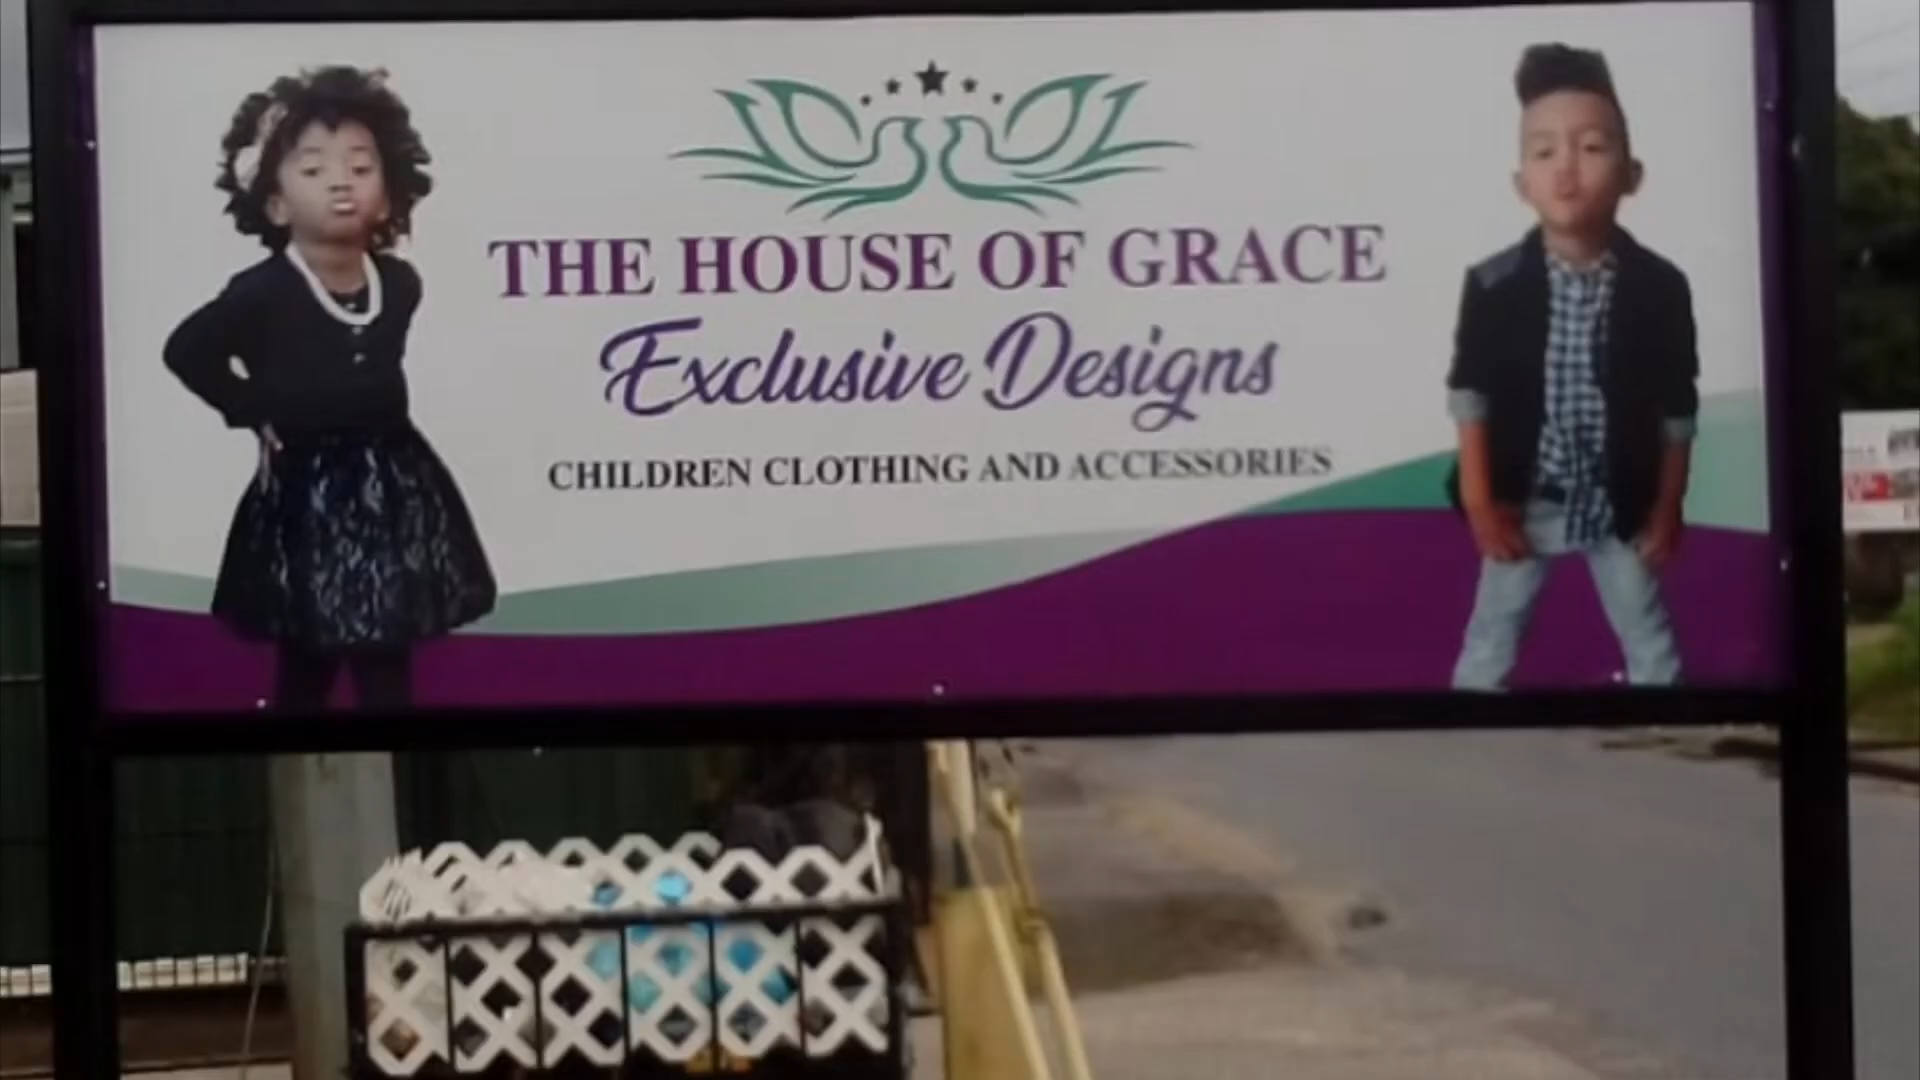 THE HOUSE OF GRACE
Exclusive Designs
CHILDREN CLOTHING AND ACCESSORIES